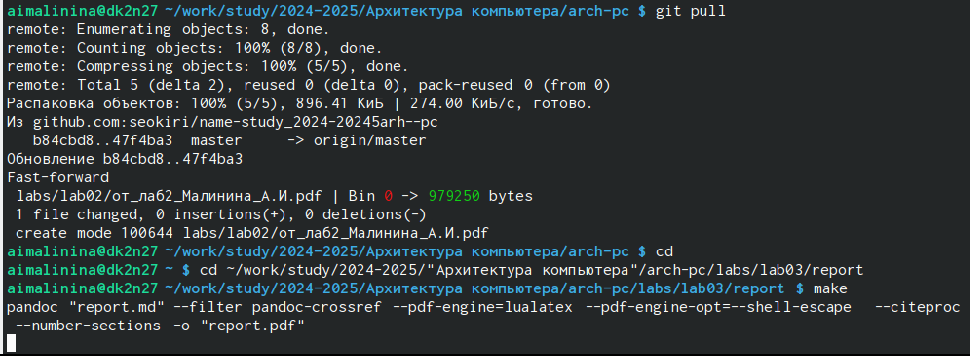 aimalinina@dk2n27 ~/work/study/2024-2025/Архитектура компьютера/arch-pc $ git pull
remote: Enumerating objects: 8, done.
remote: Counting objects: 100% (8/8), done.
remote: Compressing objects: 100% (5/5), done.
remote: Total 5 (delta 2), reused 0 (delta 0), pack-reused 0 (from 0)
Распаковка объектов: 100% (5/5), 896.41 КиБ | 274.00 КиБ/с, готово.
Из github.com:seokiri/name-study_2024-20245arh--pc
   b84cbd8..47f4ba3  master     -> origin/master
Обновление b84cbd8..47f4ba3
Fast-forward
 labs/lab02/от_ла62_Малинина_А.И.pdf | Bin 0 -> 979250 bytes
 1 file changed, 0 insertions(+), 0 deletions(-)
 create mode 100644 labs/lab02/от_ла62_Малинина_А.И.pdf
aimalinina@dk2n27 ~/work/study/2024-2025/Архитектура компьютера/arch-pc $ cd
aimalinina@dk2n27 ~ $ cd ~/work/study/2024-2025/"Архитектура компьютера"/arch-pc/labs/lab03/report
aimalinina@dk2n27 ~/work/study/2024-2025/Архитектура компьютера/arch-pc/labs/lab03/report $ make
pandoc "report.md" --filter pandoc-crossref --pdf-engine=lualatex  --pdf-engine-opt=--shell-escape   --citeproc
 --number-sections -o "report.pdf"